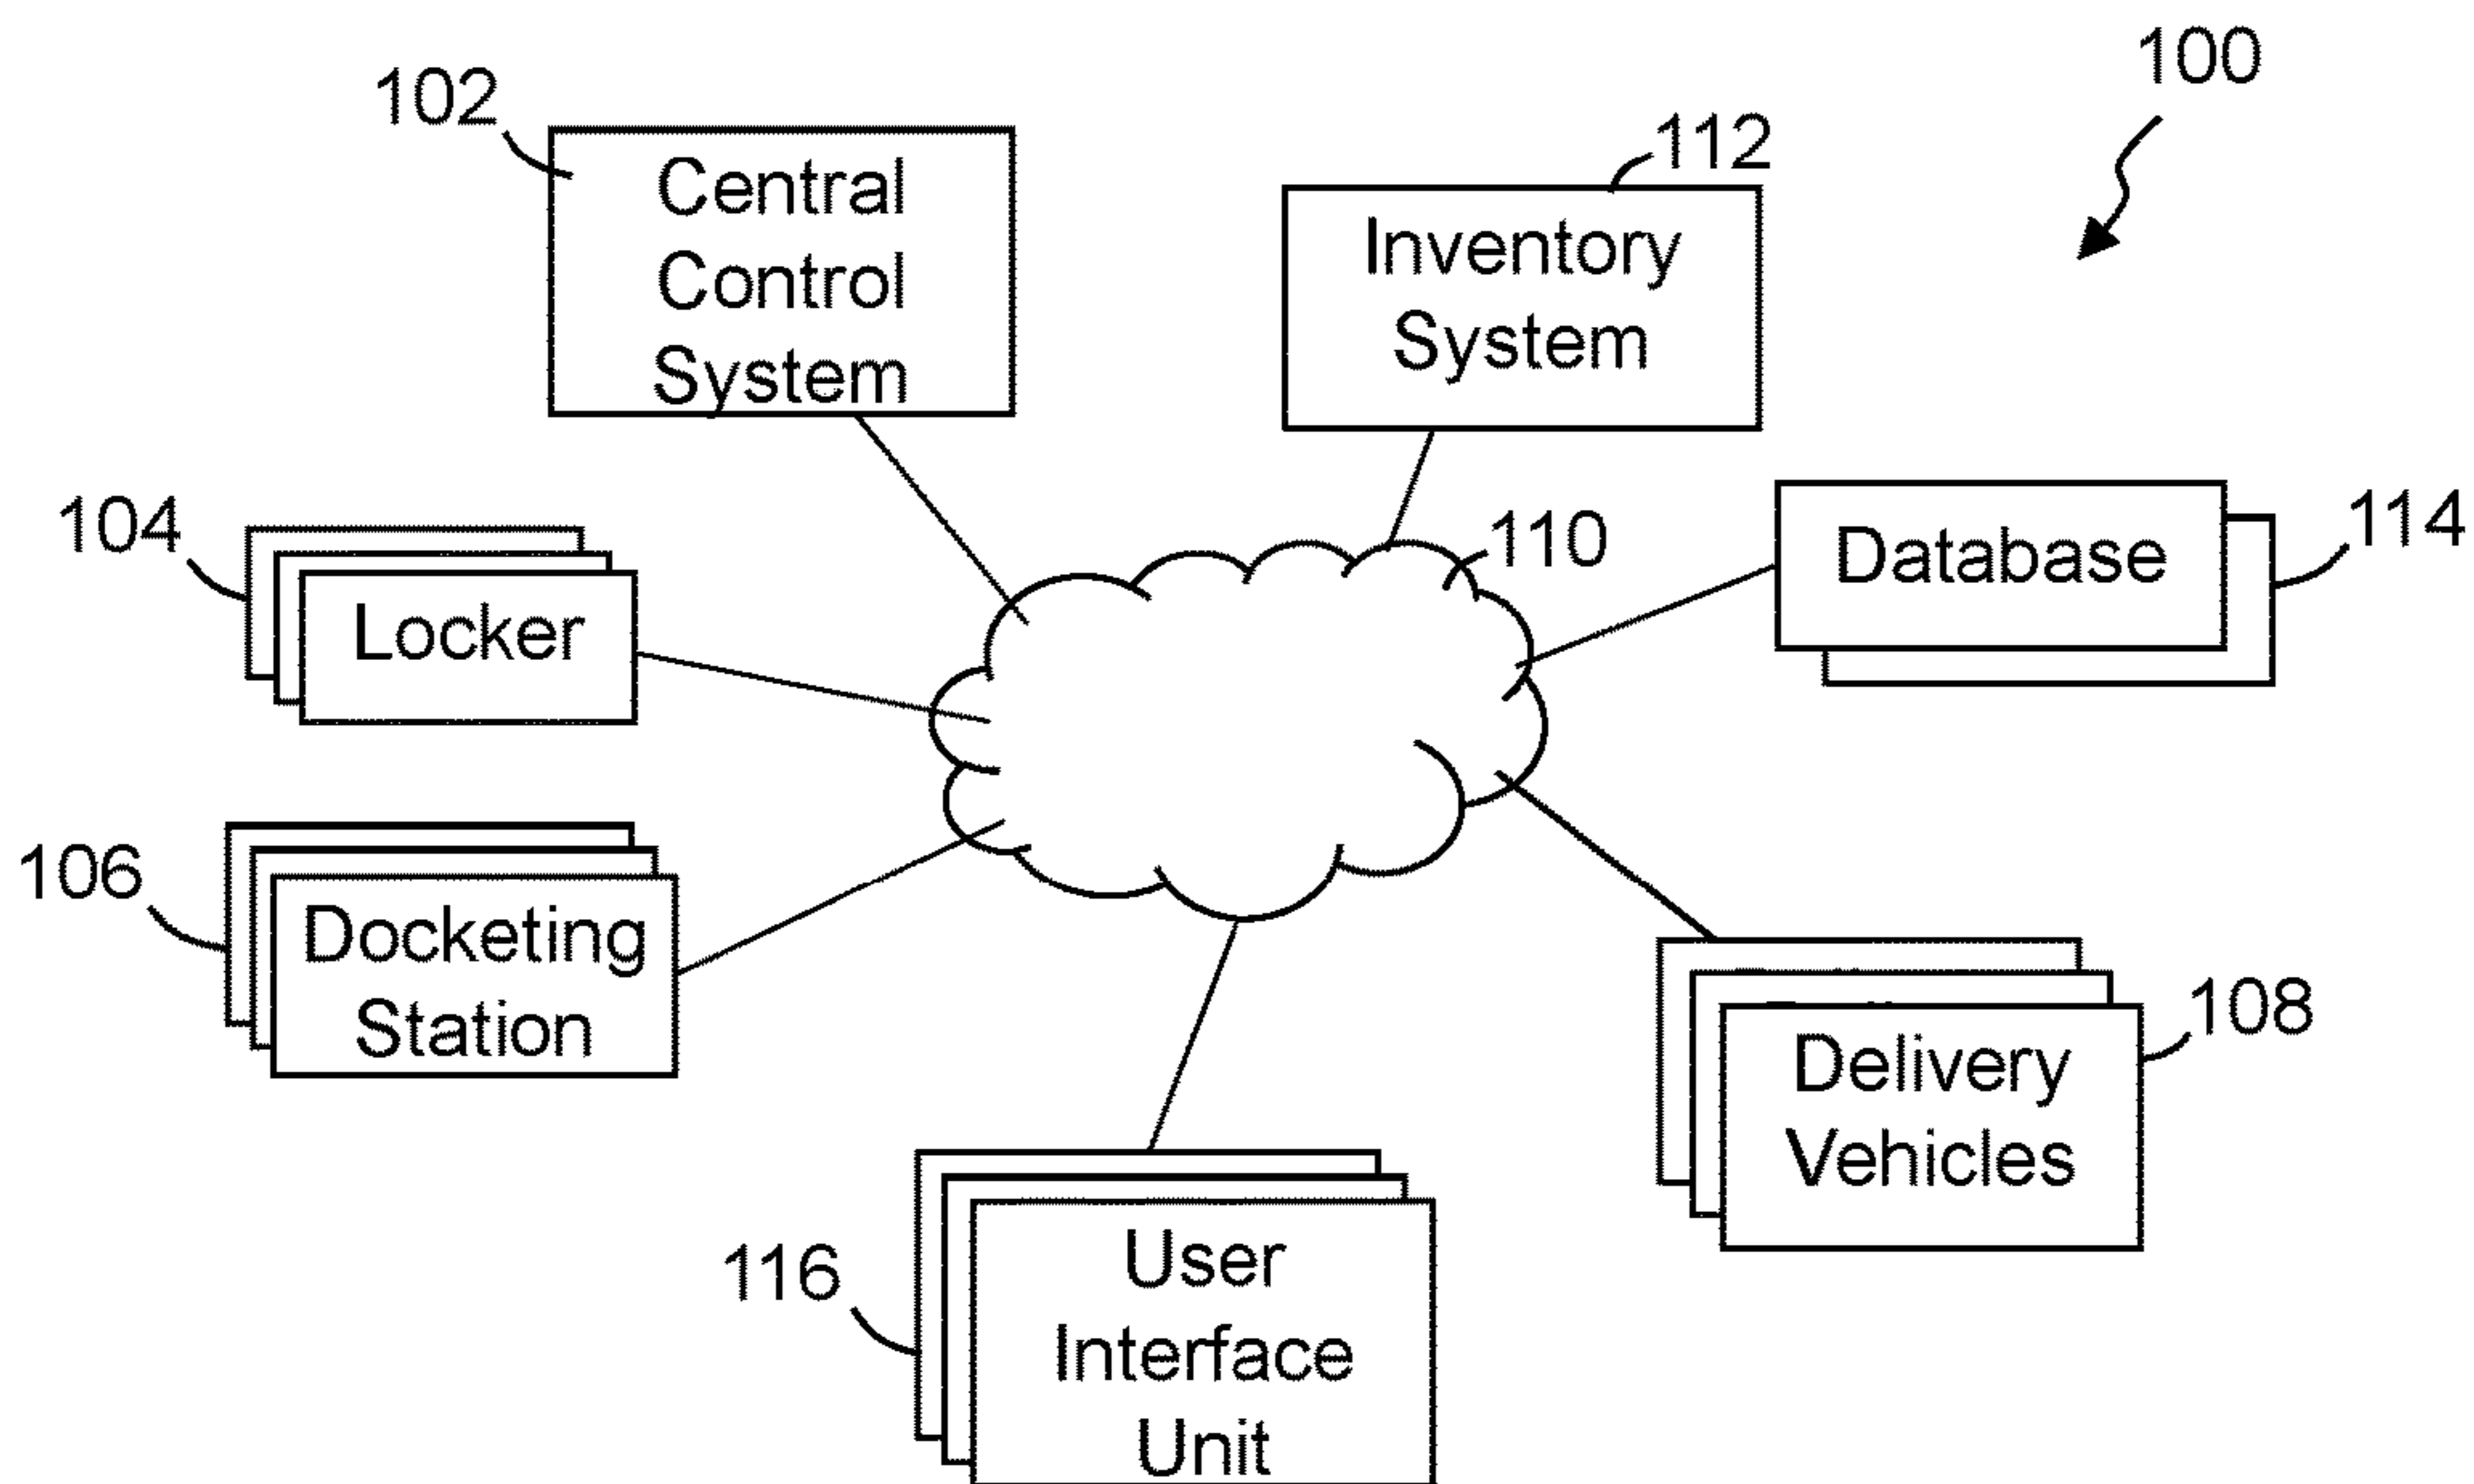 100
102
Central
Control
System
112
Inventory
System
104
Locker
110
Database
114
106
Docketing
Station
108
Delivery
Vehicles
116
User
Interface
Unit